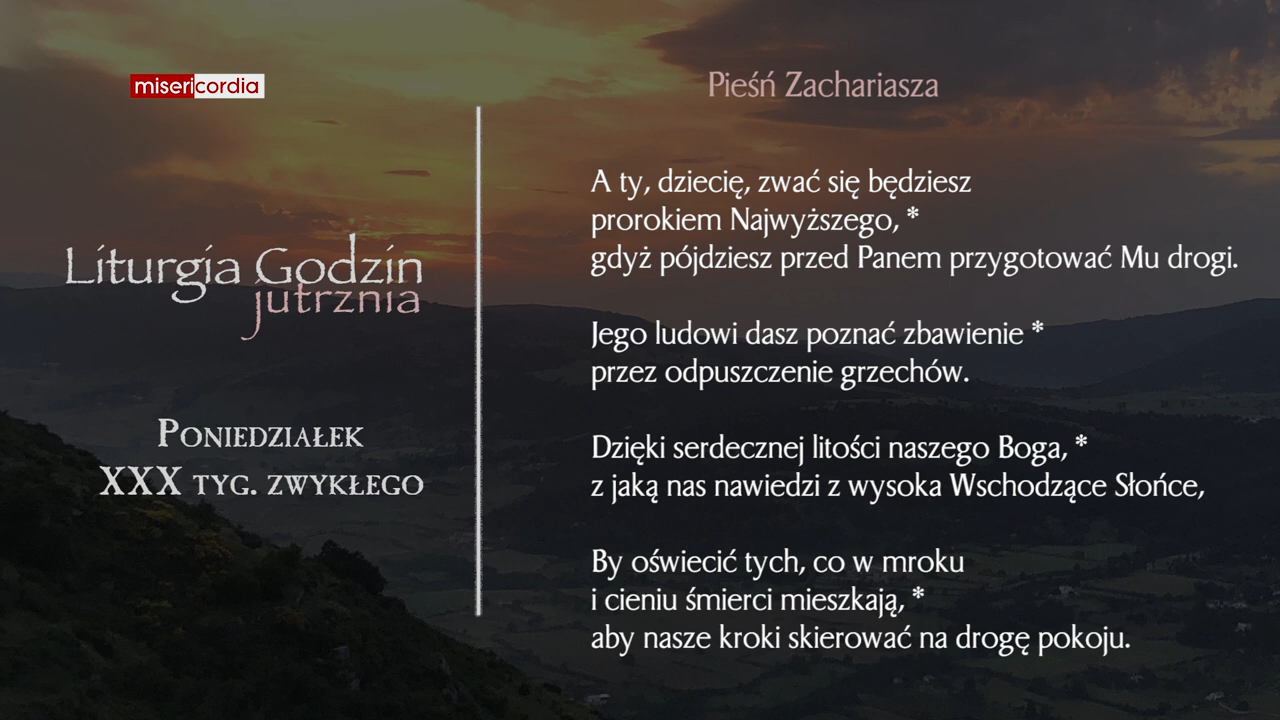 misericordia
Liturgia Godzin
jutrznia
Poniedziałek
XXX tyg. zwykłego
Pieśń Zachariasza
A ty, dziecię, zwać się będziesz
prorokiem Najwyższego, *
gdyż pójdziesz przed Panem przygotować Mu drogi.
Jego ludowi dasz poznać zbawienie *
przez odpuszczenie grzechów.
Dzięki serdecznej litości naszego Boga, *
z jaką nas nawiedzi z wysoka Wschodzące Słońce,
By oświecić tych, co w mroku
i cieniu śmierci mieszkają, *
aby nasze kroki skierować na drogę pokoju.